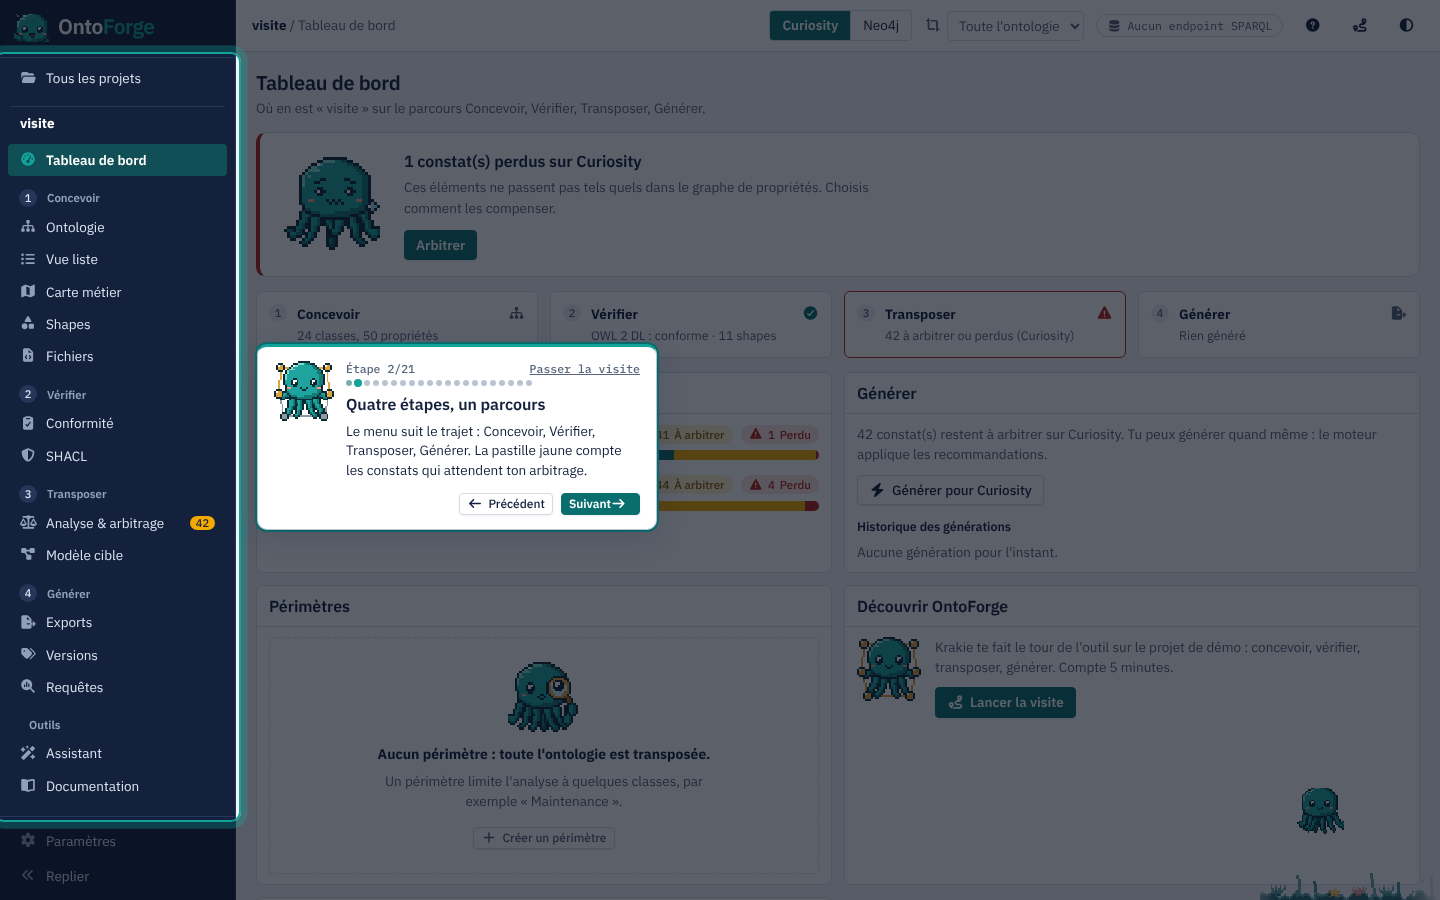 OntoForge
Tous les projets
visite
Tableau de bord
1 Concevoir
Ontologie
Vue liste
Carte métier
Shapes
Fichiers
2 Vérifier
Conformité
SHACL
3 Transposer
Analyse & arbitrage 42
Modèle cible
4 Générer
Exports
Versions
Requêtes
Outils
Assistant
Documentation
Paramètres
Replier
visite / Tableau de bord
Curiosity Neo4j
Toute l'ontologie
Aucun endpoint SPARQL
Tableau de bord
Où en est « visite » sur le parcours Concevoir, Vérifier, Transposer, Générer.
1 constat(s) perdus sur Curiosity
Ces éléments ne passent pas tels quels dans le graphe de propriétés. Choisis
comment les compenser.
Arbitrer
1 Concevoir
24 classes, 50 propriétés
2 Vérifier
OWL 2 DL : conforme · 11 shapes
3 Transposer
42 à arbitrer ou perdus (Curiosity)
4 Générer
Rien généré
Étape 2/21
Passer la visite
Quatre étapes, un parcours
Le menu suit le trajet : Concevoir, Vérifier,
Transposer, Générer. La pastille jaune compte
les constats qui attendent ton arbitrage.
Précédent
Suivant
41 À arbitrer
1 Perdu
44 À arbitrer
4 Perdu
Générer
42 constat(s) restent à arbitrer sur Curiosity. Tu peux générer quand même : le moteur
applique les recommandations.
Générer pour Curiosity
Historique des générations
Aucune génération pour l'instant.
Périmètres
Aucun périmètre : toute l'ontologie est transposée.
Un périmètre limite l'analyse à quelques classes, par
exemple « Maintenance ».
Créer un périmètre
Découvrir OntoForge
Krakie te fait le tour de l'outil sur le projet de démo : concevoir, vérifier,
transposer, générer. Compte 5 minutes.
Lancer la visite